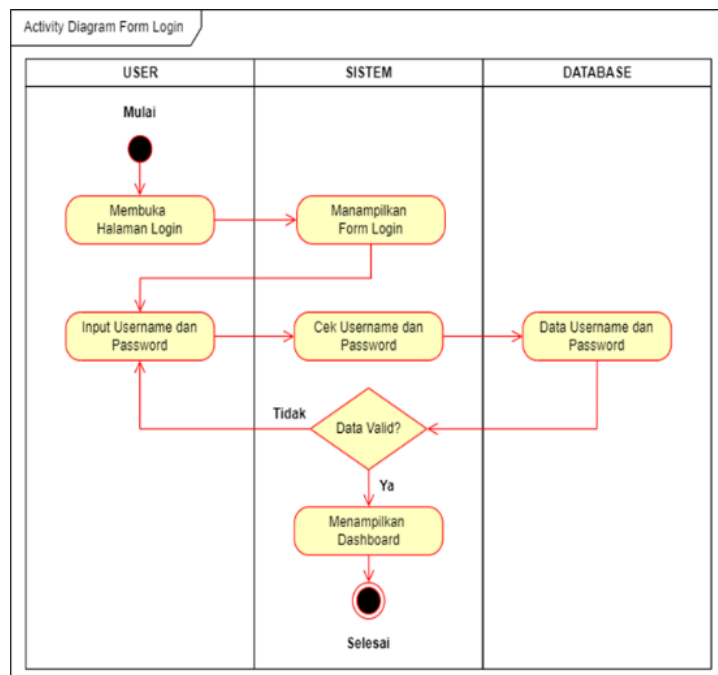 Activity Diagram Form Login
USER
SISTEM
DATABASE
Mulai
Membuka
Halaman Login
Manampilkan
Form Login
Input Username dan
Password
Cek Username dan
Password
Data Username dan
Password
Tidak
Data Valid?
Ya
Menampilkan
Dashboard
Selesai